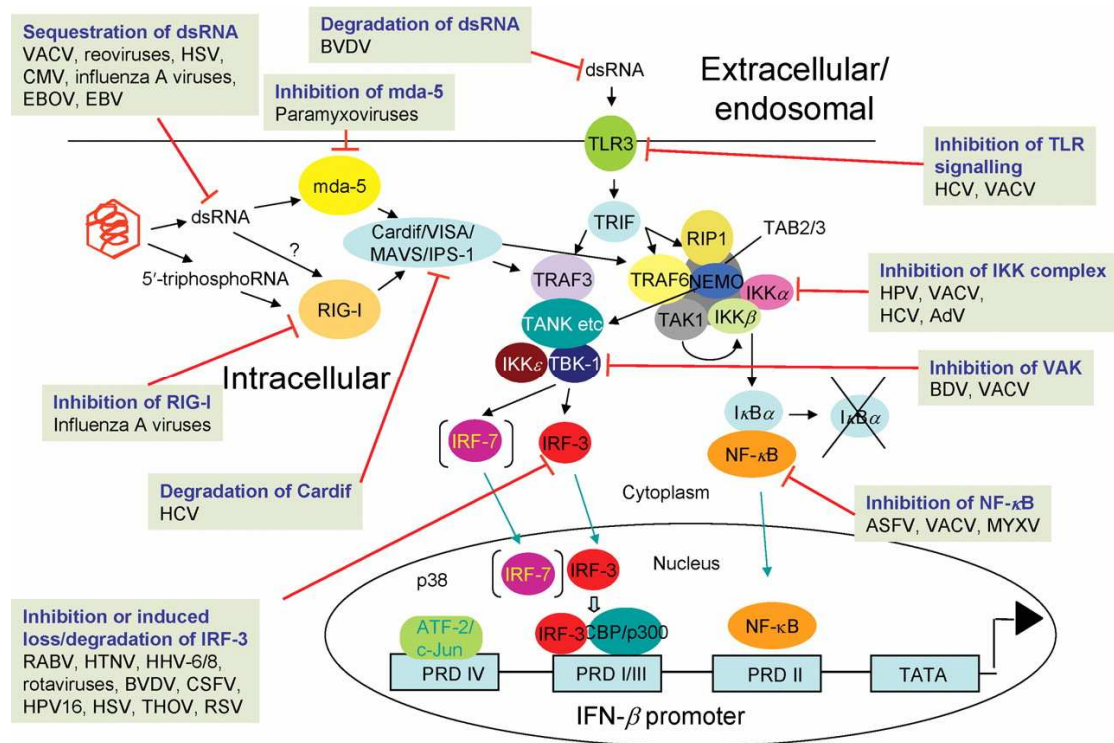 Sequestration of dsRNA
VACV, reoviruses, HSV,
CMV, influenza A viruses,
EBOV, EBV
Degradation of dsRNA
BVDV
dsRNA
Extracellular/
endosomal
Inhibition of mda-5
Paramyxoviruses
TLR3
Inhibition of TLR
signalling
HCV, VACV
mda-5
dsRNA
Cardif/VISA/
MAVS/IPS-1
TRIF
RIP1
TAB2/3
?
5′-triphosphoRNA
TRAF3
TRAF6
NEMO
IKKα
Inhibition of IKK complex
HPV, VACV,
HCV, AdV
RIG-I
TANK etc
TAK1
IKKβ
IKKε
TBK-1
Intracellular
Inhibition of VAK
BDV, VACV
Inhibition of RIG-I
Influenza A viruses
IκBα
IκBα
IRF-7
IRF-3
NF-κB
Degradation of Cardif
HCV
Cytoplasm
Inhibition of NF-κB
ASFV, VACV, MYXV
p38
IRF-7
IRF-3
Nucleus
Inhibition or induced
loss/degradation of IRF-3
RABV, HTNV, HHV-6/8,
rotaviruses, BVDV, CSFV,
HPV16, HSV, THOV, RSV
ATF-2/
c-Jun
IRF-3
CBP/p300
NF-κB
PRD IV
PRD I/III
PRD II
TATA
IFN-β promoter